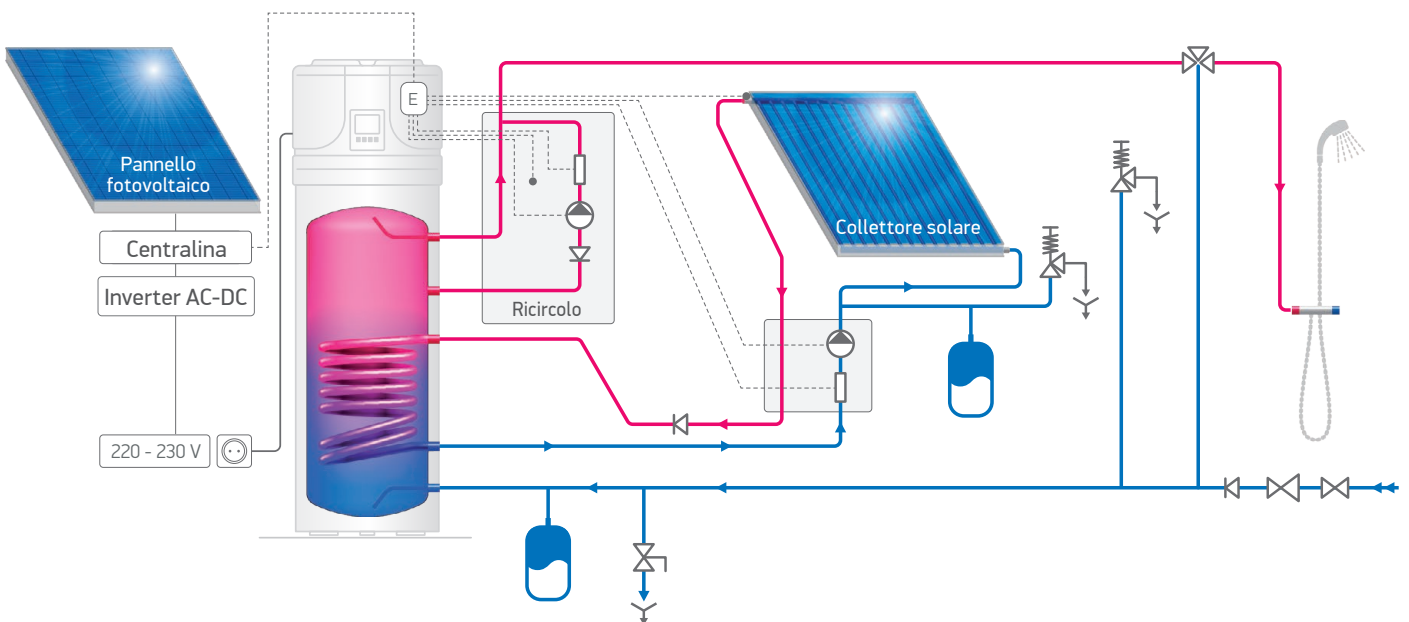 Pannello
fotovoltaico
Centralina
Inverter AC-DC
220 - 230 V
E
Ricircolo
Collettore solare